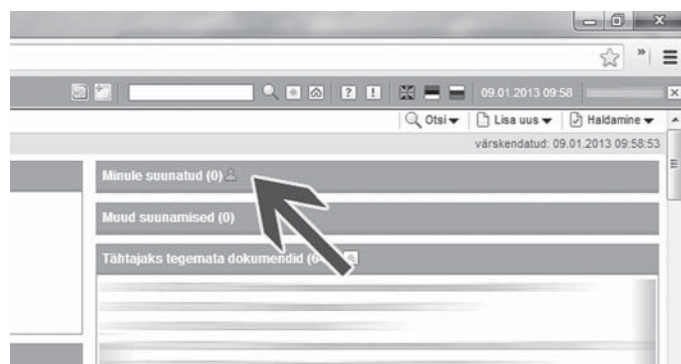 09.01.2013 09:58
Otsi Lisa uus Haldamine
värskendatud: 09.01.2013 09:58:53
Minule suunatud (0)
Muud suunamised (0)
Tähtajaks tegemata dokumendid